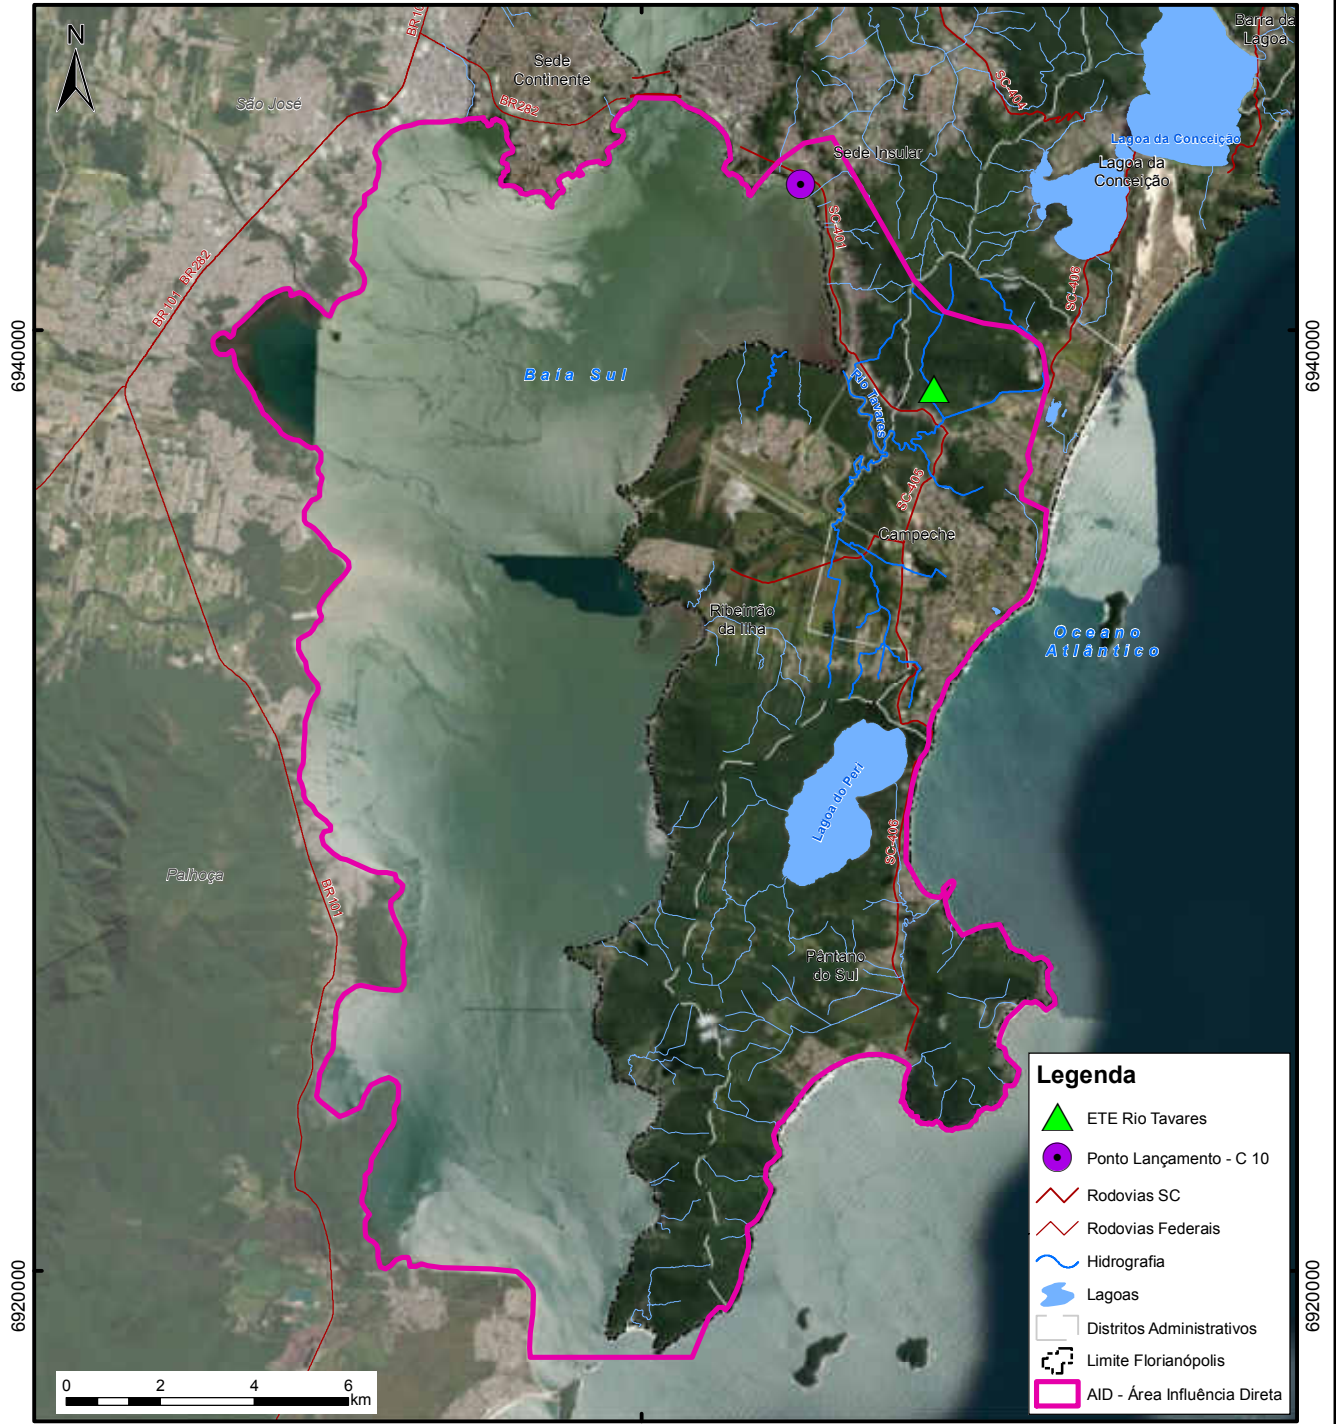 N
BR10
Sede
Continente
BR282
São José
Barra da
Lagoa
SC-404
Lagoa da Conceição
Lagoa da
Conceição
Sede Insular
SC-401
SC-406
BR101 BR282
6940000
6940000
Baía Sul
Rio Tavares
SC-405
Campeche
Ribeirrão
da Ilha
Oceano
Atlântico
Lagoa do Peri
SC-406
Palhoça
BR101
Pântano
do Sul
6920000
6920000
Legenda
ETE Rio Tavares
Ponto Lançamento - C 10
Rodovias SC
Rodovias Federais
Hidrografia
Lagoas
Distritos Administrativos
Limite Florianópolis
AID - Área Influência Direta
0 2 4 6
km